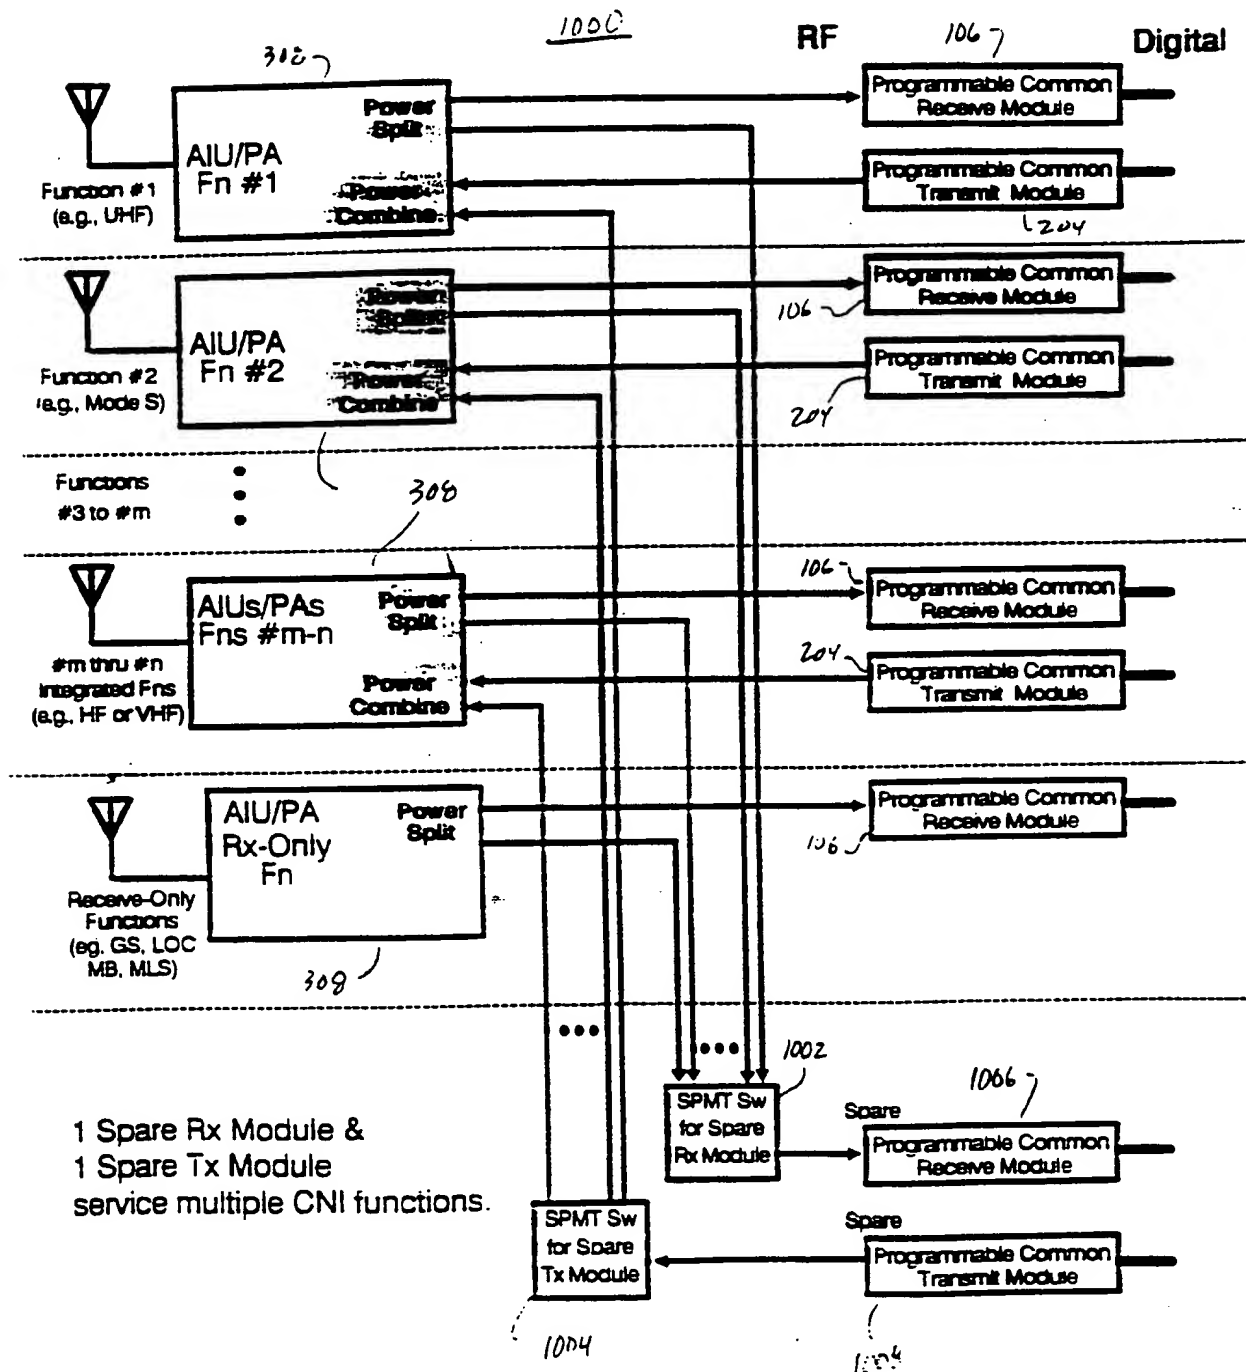 1000
RF
Digital
308
106
Power
Split
AIU/PA
Fn #1
Power
Combine
Function #1
(e.g., UHF)
Programmable Common
Receive Module
Programmable Common
Transmit Module
204
Power
Split
AIU/PA
Fn #2
Power
Combine
Function #2
(e.g., Mode S)
Programmable Common
Receive Module
106
Programmable Common
Transmit Module
204
Functions
#3 to #m
308
AIUs/PAs
Fns #m-n
Power
Split
Power
Combine
#m thru #n
Integrated Fns
(e.g., HF or VHF)
106
Programmable Common
Receive Module
204
Programmable Common
Transmit Module
AIU/PA
Rx-Only
Fn
Power
Split
Receive-Only
Functions
(eg. GS, LOC
MB, MLS)
308
Programmable Common
Receive Module
106
1002
SPMT Sw
for Spare
Rx Module
1006
Spare
Programmable Common
Receive Module
1 Spare Rx Module &
1 Spare Tx Module
service multiple CNI functions.
SPMT Sw
for Spare
Tx Module
1004
Spare
Programmable Common
Transmit Module